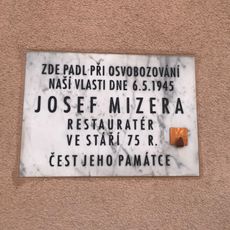 ZDE PADL PŘI OSVOBOZOVÁNÍ
NAŠÍ VLASTI DNE 6.5.1945
JOSEF MIZERA
RESTAURATÉR
VE STÁŘÍ 75 R.
ČEST JEHO PAMÁTCE